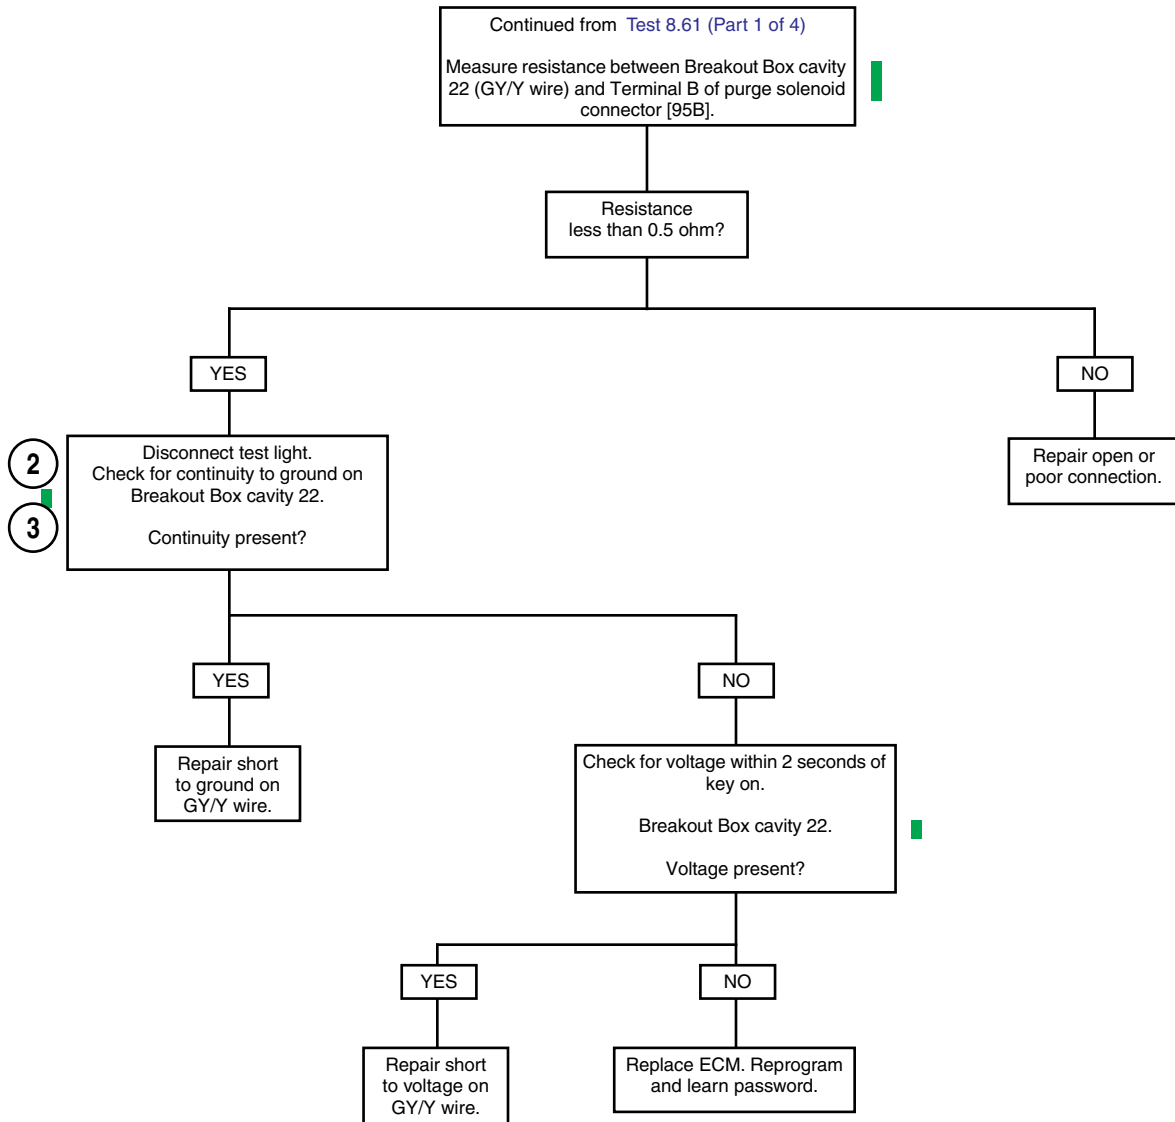 Continued from Test 8.61 (Part 1 of 4)
Measure resistance between Breakout Box cavity
22 (GY/Y wire) and Terminal B of purge solenoid
connector [95B].
Resistance
less than 0.5 ohm?
YES
NO
2
3
Disconnect test light.
Check for continuity to ground on
Breakout Box cavity 22.
Continuity present?
Repair open or
poor connection.
YES
NO
Repair short
to ground on
GY/Y wire.
Check for voltage within 2 seconds of
key on.
Breakout Box cavity 22.
Voltage present?
YES
NO
Repair short
to voltage on
GY/Y wire.
Replace ECM. Reprogram
and learn password.